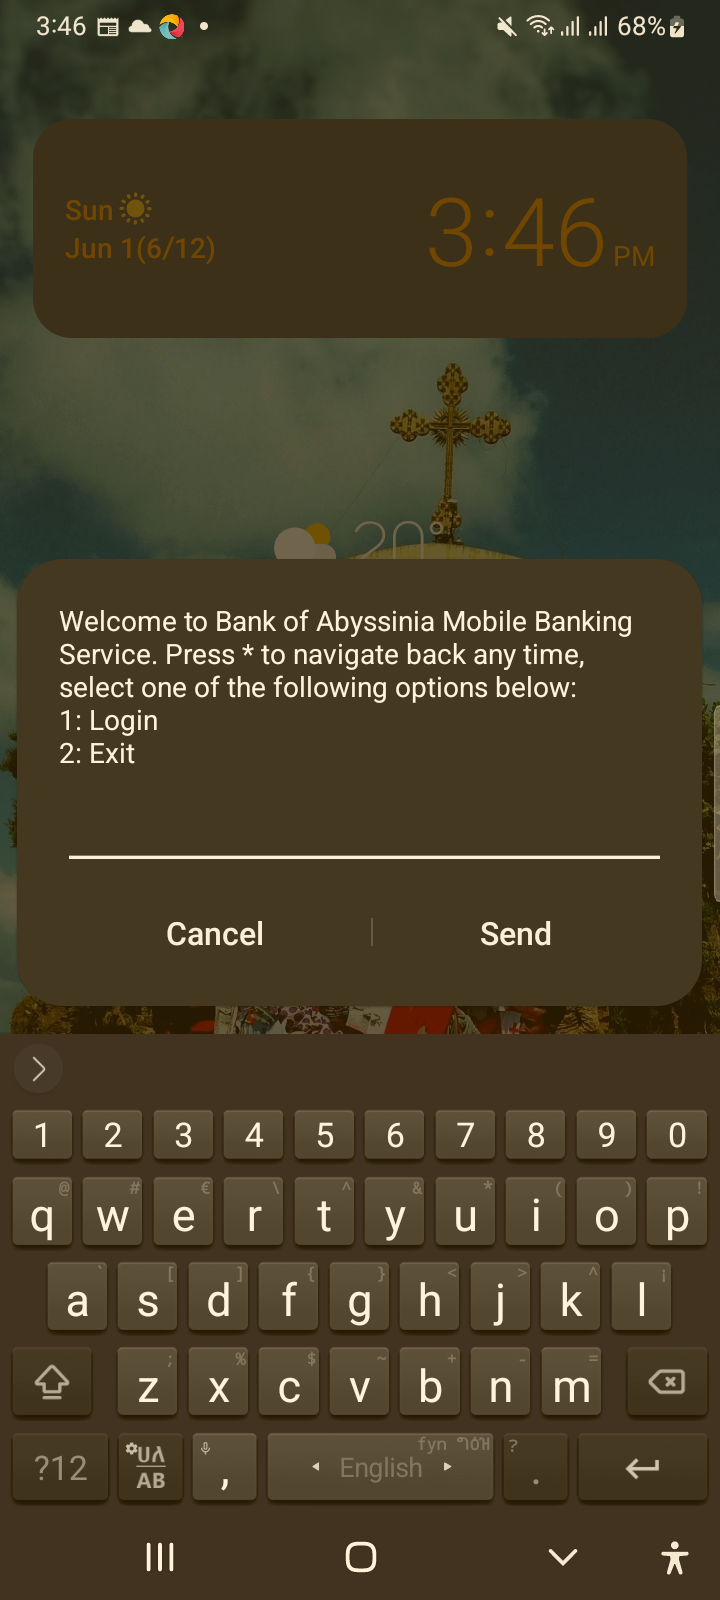 3:46 68%
Sun
Jun 1(6/12)
3:46 PM
20°
Welcome to Bank of Abyssinia Mobile Banking
Service. Press * to navigate back any time,
select one of the following options below:
1: Login
2: Exit
Cancel Send
1 2 3 4 5 6 7 8 9 0
@ # € \ ^ & * ( ) !
q w e r t y u i o p
` [ ] { } < > ^ ¡
a s d f g h j k l
; % $ ~ + - =
z x c v b n m
fyn ?
?12 AB , English .